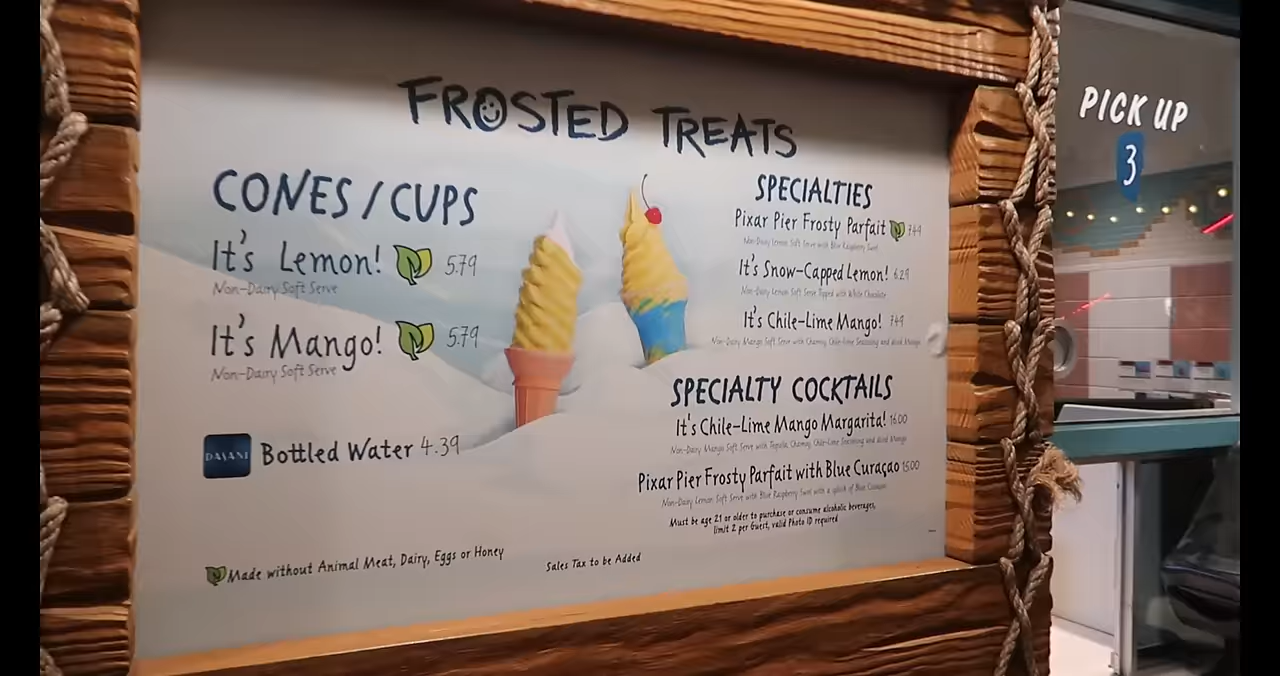 FROSTED TREATS
CONES / CUPS
It's Lemon! 5.79
Non-Dairy Soft Serve
It's Mango! 5.79
Non-Dairy Soft Serve
DASANI Bottled Water 4.39
Made without Animal Meat, Dairy, Eggs or Honey
Sales Tax to be Added
SPECIALTIES
Pixar Pier Frosty Parfait 7.49
Non-Dairy Lemon Soft Serve with Blue Raspberry Swirl
It's Snow-Capped Lemon! 6.29
Non-Dairy Lemon Soft Serve Topped with White Chocolate
It's Chile-Lime Mango! 7.49
Non-Dairy Mango Soft Serve with Chamoy, Chile-Lime Seasoning and dried Mango
SPECIALTY COCKTAILS
It's Chile-Lime Mango Margarita! 16.00
Non-Dairy Mango Soft Serve with Tequila, Chamoy, Chile-Lime Seasoning and dried Mango
Pixar Pier Frosty Parfait with Blue Curaçao 15.00
Non-Dairy Lemon Soft Serve with Blue Raspberry Swirl with a splash of Blue Curaçao
Must be age 21 or older to purchase or consume alcoholic beverages,
limit 2 per Guest, valid Photo ID required
PICK UP
3